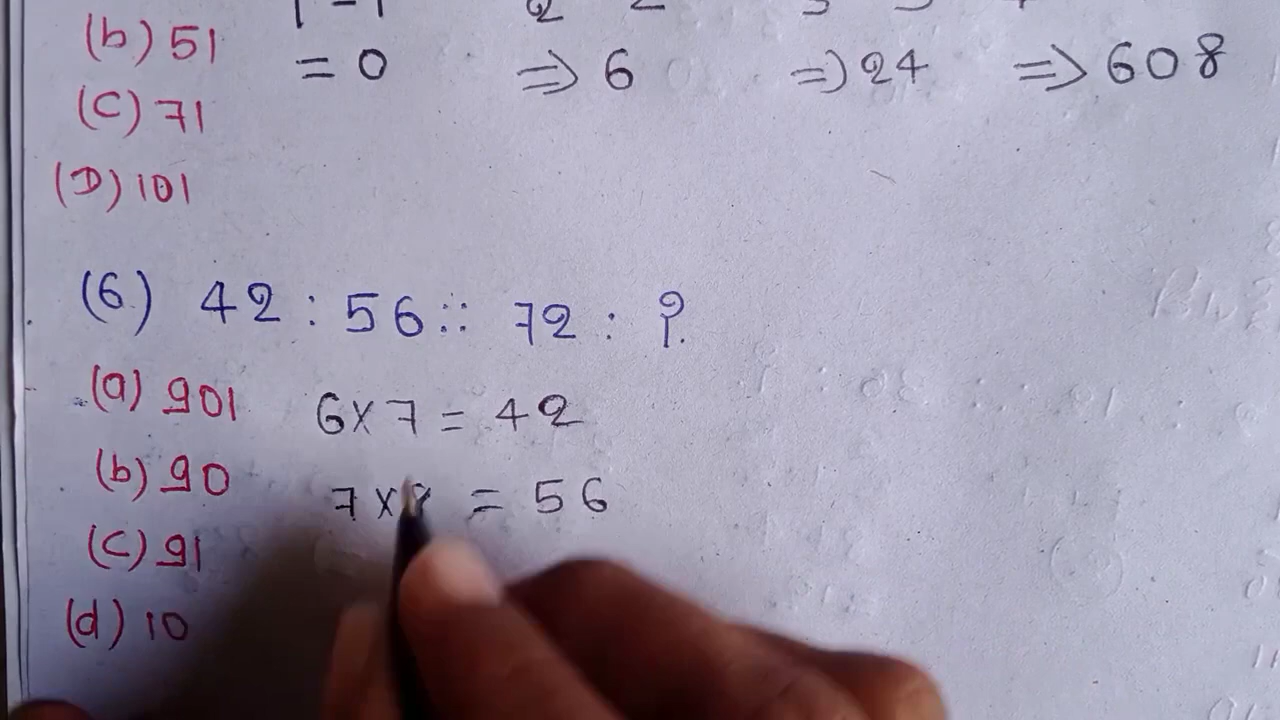 (b) 51
= 0 ⇒ 6 ⇒ 24 ⇒ 608
(C) 71
(D) 101
(6.) 42 : 56 :: 72 : ?
(a) 901
6 x 7 = 42
(b) 90
7 x 8 = 56
(C) 91
(d) 10